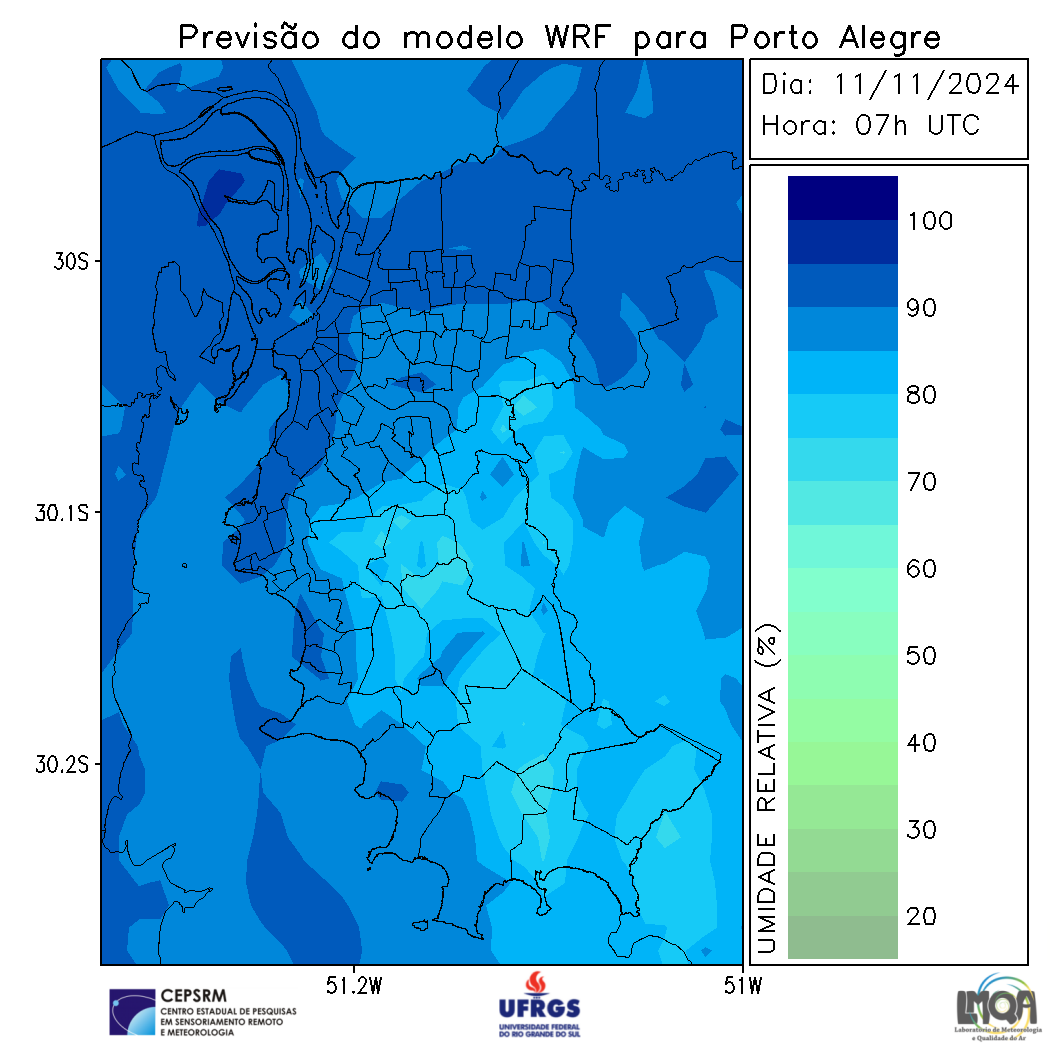 Previsão do modelo WRF para Porto Alegre
Dia: 11/11/2024
Hora: 07h UTC
30S
30.1S
30.2S
51.2W
51W
UMIDADE RELATIVA (%)
100
90
80
70
60
50
40
30
20
CEPSRM
CENTRO ESTADUAL DE PESQUISAS
EM SENSORIAMENTO REMOTO
E METEOROLOGIA
UFRGS
UNIVERSIDADE FEDERAL
DO RIO GRANDE DO SUL
LMQA
Laboratório de Meteorologia
e Qualidade do Ar